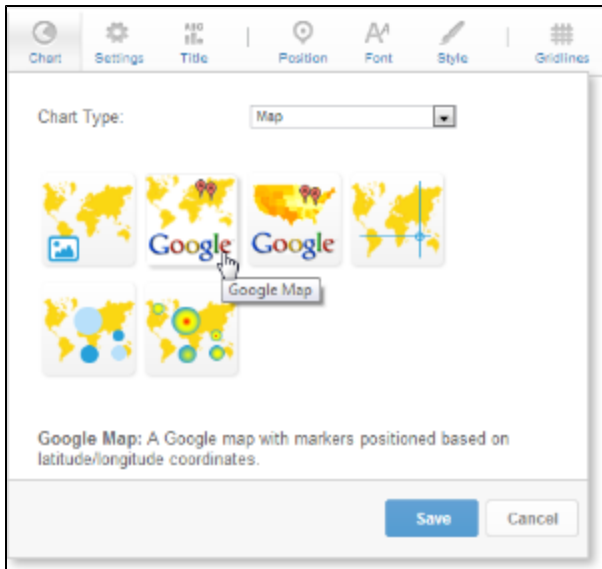 Chart Settings Title Position Font Style Gridlines
Chart Type: Map
Google Google
Google Map
Google Map: A Google map with markers positioned based on
latitude/longitude coordinates.
Save Cancel